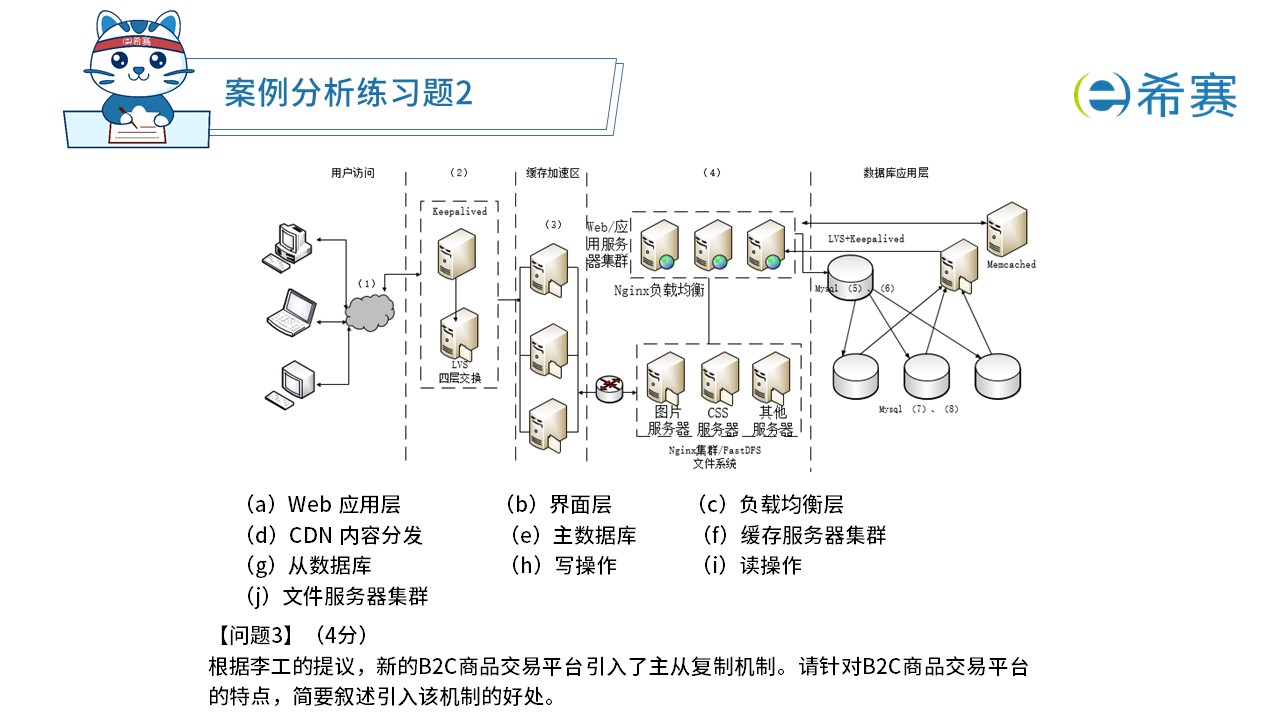 希赛
案例分析练习题2
希赛
用户访问
（2）
缓存加速区
（4）
数据库应用层
Keepalived
（3）
Web/应
用服务
器集群
LVS+Keepalived
Memcached
（1）
Nginx负载均衡
Mysql （5）、（6）
LVS
四层交换
图片
服务器
CSS
服务器
其他
服务器
Mysql （7）、（8）
Nginx集群/FastDFS
文件系统
（a）Web 应用层 （b）界面层 （c）负载均衡层
（d）CDN 内容分发 （e）主数据库 （f）缓存服务器集群
（g）从数据库 （h）写操作 （i）读操作
（j）文件服务器集群
【问题3】（4分）
根据李工的提议，新的B2C商品交易平台引入了主从复制机制。请针对B2C商品交易平台
的特点，简要叙述引入该机制的好处。